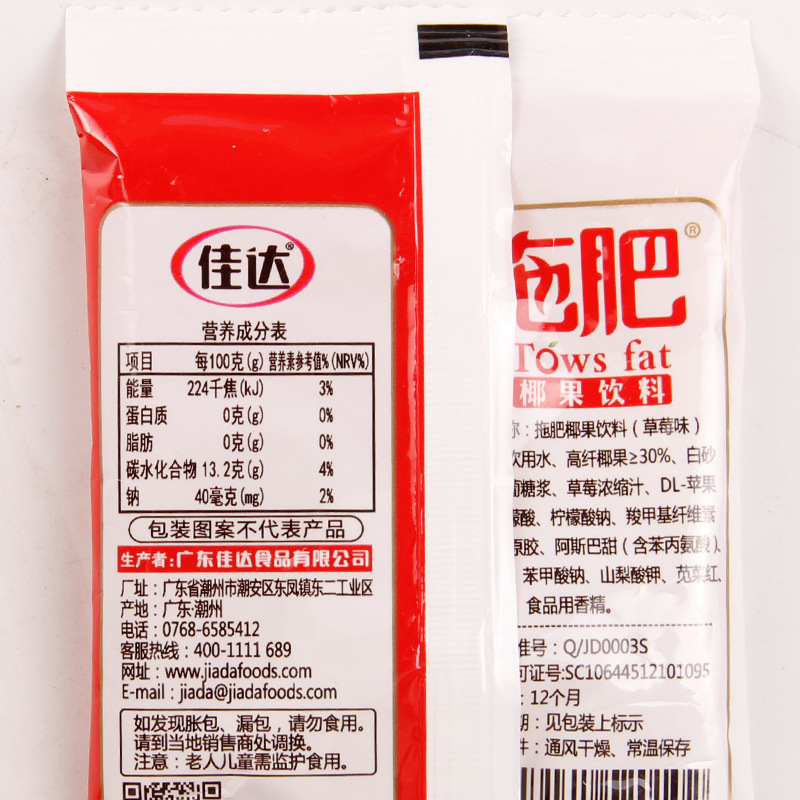 佳达®
营养成分表
项目 每100克(g) 营养素参考值%(NRV%)
能量 224千焦(kJ) 3%
蛋白质 0克(g) 0%
脂肪 0克(g) 0%
碳水化合物 13.2克(g) 4%
钠 40毫克(mg) 2%
包装图案不代表产品
生产者:广东佳达食品有限公司
厂址：广东省潮州市潮安区东凤镇东二工业区
产地：广东·潮州
电话：0768-6585412
客服热线：400-1111 689
网址：www.jiadafoods.com
E-mail：jiada@jiadafoods.com
如发现胀包、漏包，请勿食用。
请到当地销售商处调换。
注意：老人儿童需监护食用。
拖肥®
Tows fat
椰果饮料
称：拖肥椰果饮料（草莓味）
饮用水、高纤椰果≥30%、白砂
葡糖浆、草莓浓缩汁、DL-苹果
檬酸、柠檬酸钠、羧甲基纤维素
原胶、阿斯巴甜（含苯丙氨酸）、
苯甲酸钠、山梨酸钾、苋菜红、
食品用香精。
准号：Q/JD0003S
可证号:SC10644512101095
：12个月
期：见包装上标示
件：通风干燥、常温保存